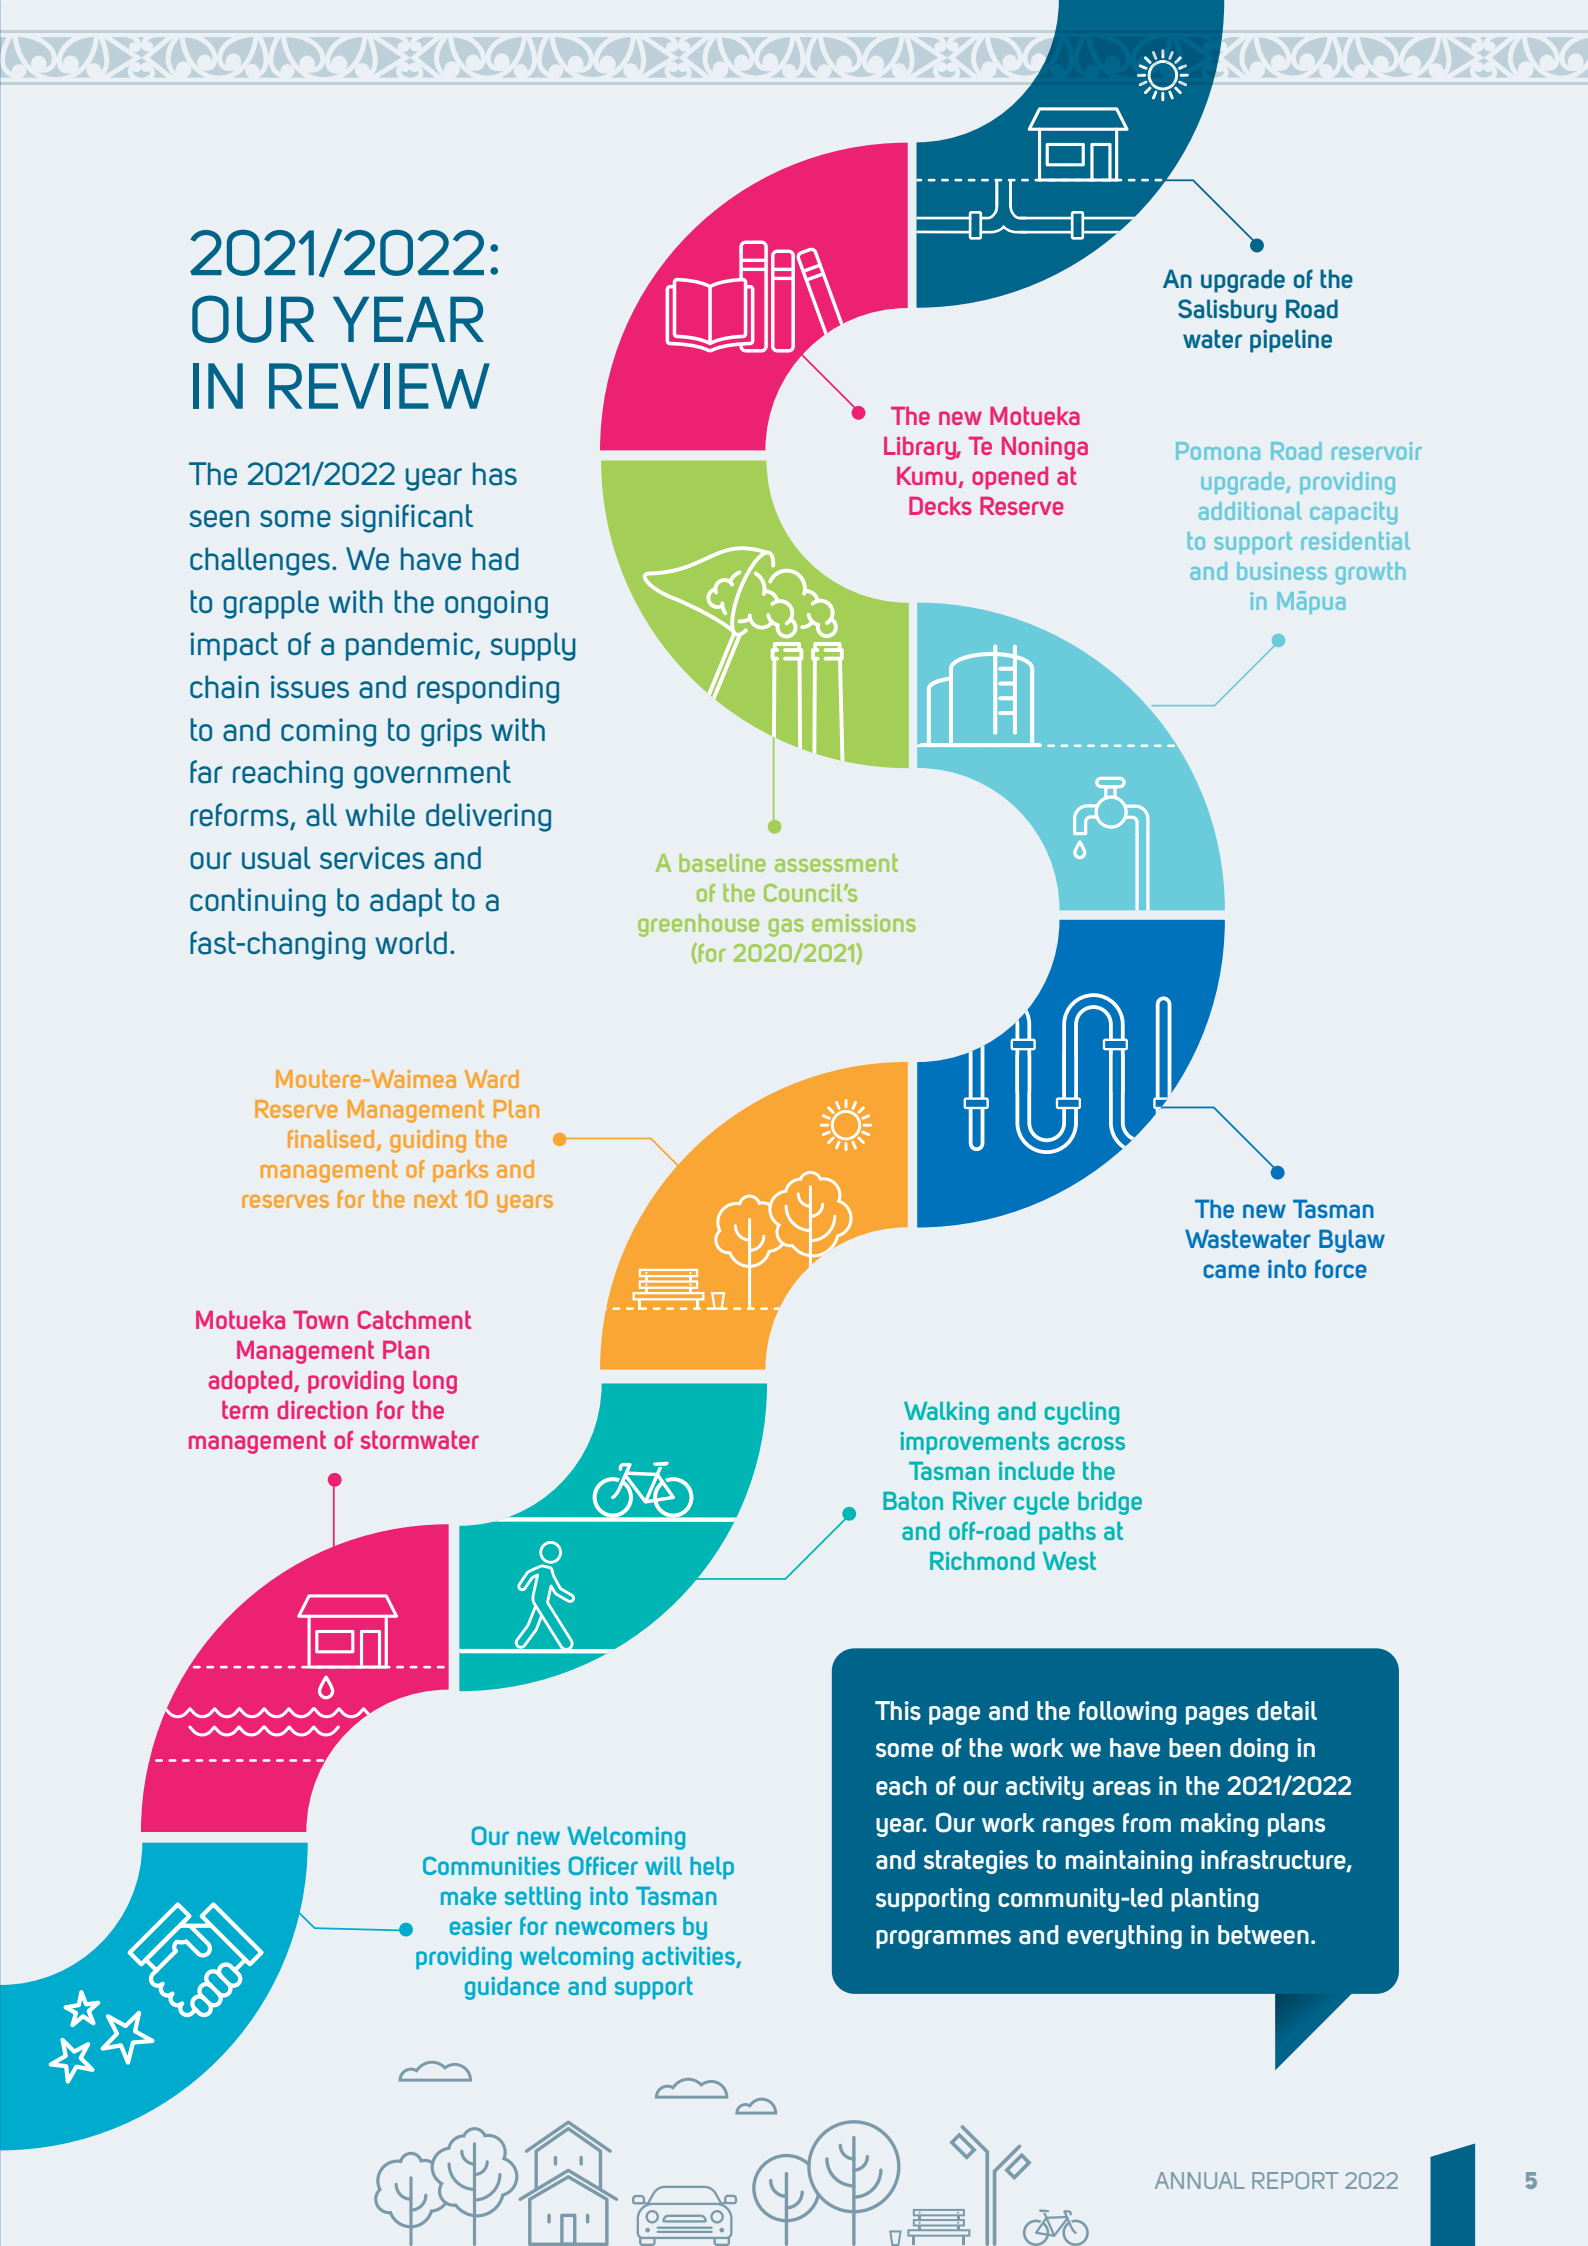 2021/2022:
OUR YEAR
IN REVIEW
The 2021/2022 year has
seen some significant
challenges. We have had
to grapple with the ongoing
impact of a pandemic, supply
chain issues and responding
to and coming to grips with
far reaching government
reforms, all while delivering
our usual services and
continuing to adapt to a
fast-changing world.
An upgrade of the
Salisbury Road
water pipeline
The new Motueka
Library, Te Noninga
Kumu, opened at
Decks Reserve
Pomona Road reservoir
upgrade, providing
additional capacity
to support residential
and business growth
in Māpua
A baseline assessment
of the Council's
greenhouse gas emissions
(for 2020/2021)
Moutere-Waimea Ward
Reserve Management Plan
finalised, guiding the
management of parks and
reserves for the next 10 years
The new Tasman
Wastewater Bylaw
came into force
Motueka Town Catchment
Management Plan
adopted, providing long
term direction for the
management of stormwater
Walking and cycling
improvements across
Tasman include the
Baton River cycle bridge
and off-road paths at
Richmond West
Our new Welcoming
Communities Officer will help
make settling into Tasman
easier for newcomers by
providing welcoming activities,
guidance and support
This page and the following pages detail
some of the work we have been doing in
each of our activity areas in the 2021/2022
year. Our work ranges from making plans
and strategies to maintaining infrastructure,
supporting community-led planting
programmes and everything in between.
ANNUAL REPORT 2022
5